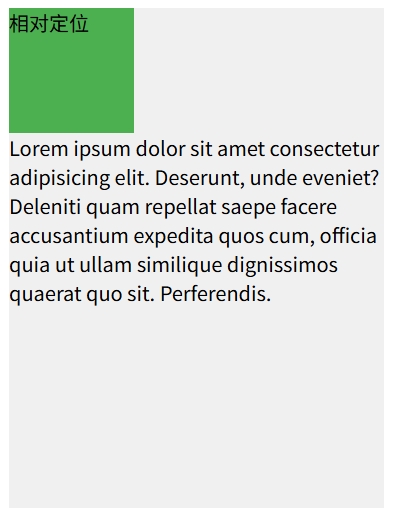 相对定位
Lorem ipsum dolor sit amet consectetur
adipisicing elit. Deserunt, unde eveniet?
Deleniti quam repellat saepe facere
accusantium expedita quos cum, officia
quia ut ullam similique dignissimos
quaerat quo sit. Perferendis.